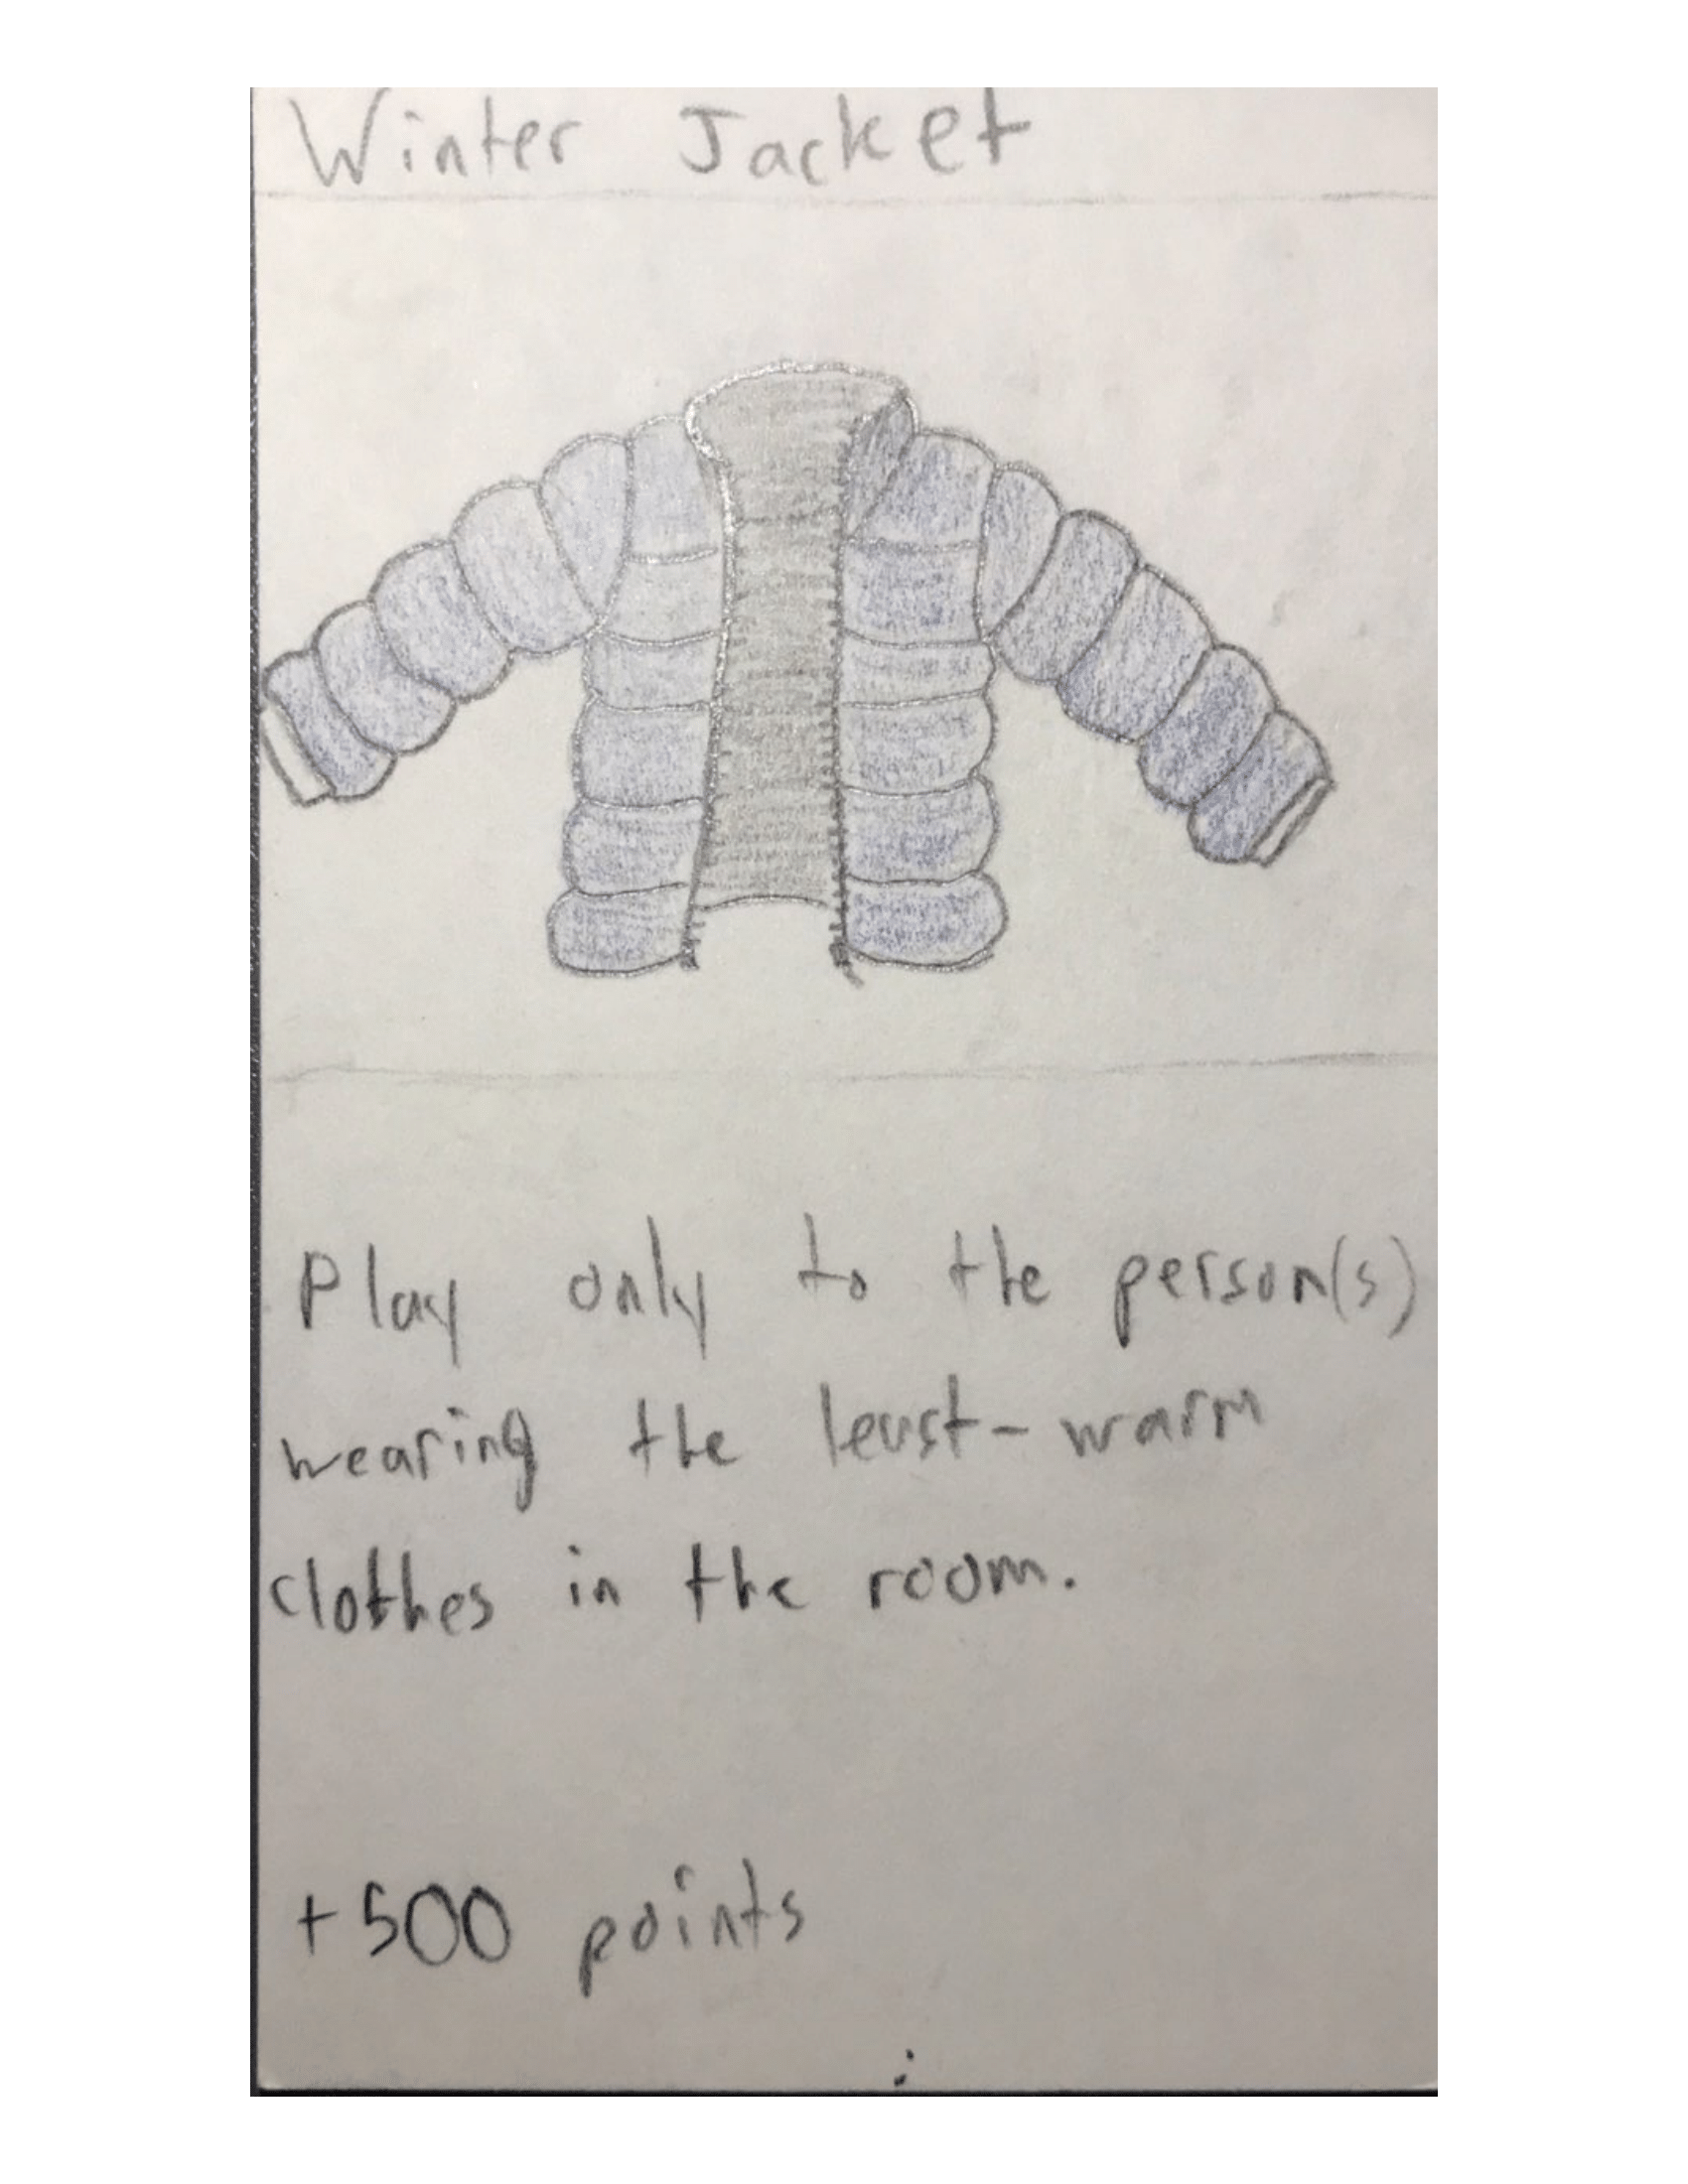 Winter Jacket
Play only to the person(s)
wearing the least-warm
clothes in the room.
+500 points